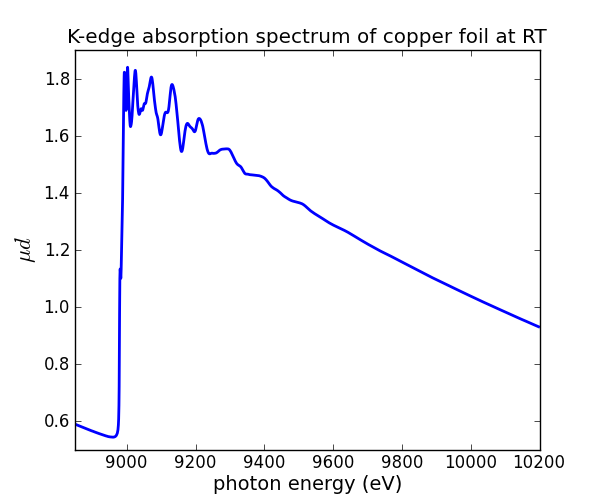 K-edge absorption spectrum of copper foil at RT
1.8
1.6
1.4
1.2
1.0
0.8
0.6
μd
9000 9200 9400 9600 9800 10000 10200
photon energy (eV)